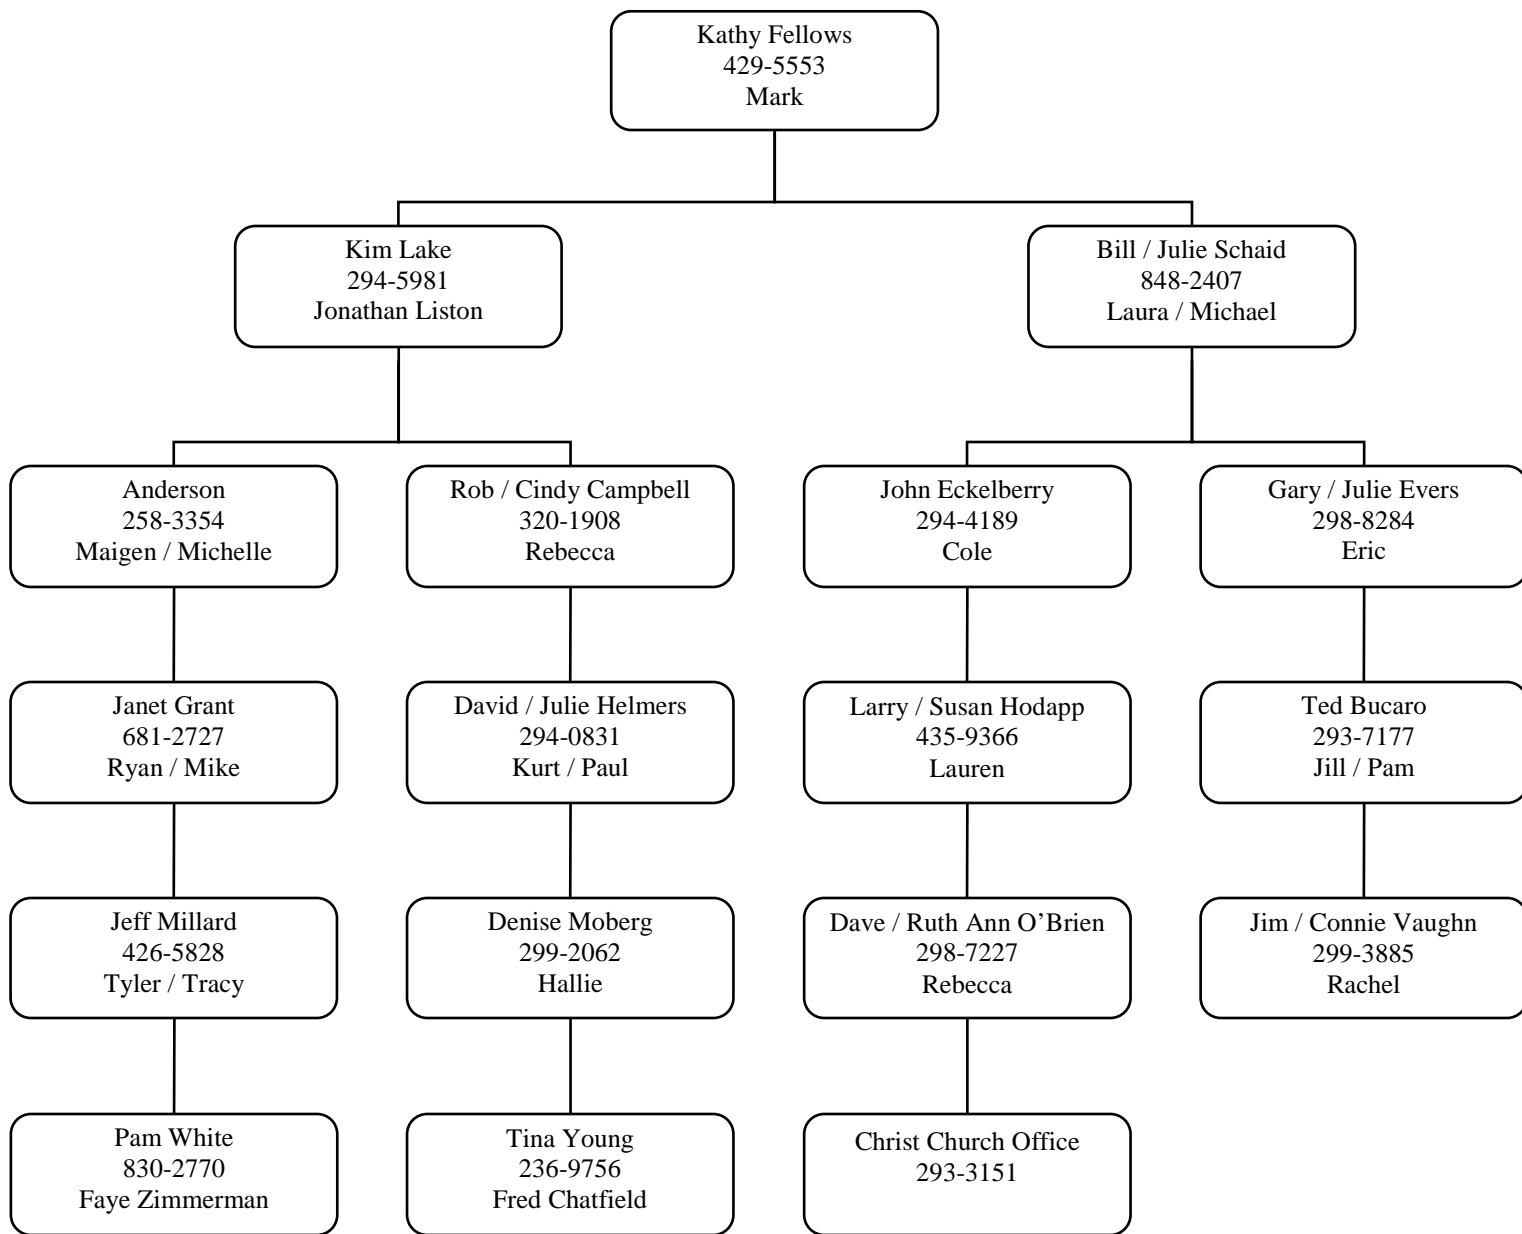 Kathy Fellows
429-5553
Mark
Kim Lake
294-5981
Jonathan Liston
Bill / Julie Schaid
848-2407
Laura / Michael
Anderson
258-3354
Maigen / Michelle
Rob / Cindy Campbell
320-1908
Rebecca
John Eckelberry
294-4189
Cole
Gary / Julie Evers
298-8284
Eric
Janet Grant
681-2727
Ryan / Mike
David / Julie Helmers
294-0831
Kurt / Paul
Larry / Susan Hodapp
435-9366
Lauren
Ted Bucaro
293-7177
Jill / Pam
Jeff Millard
426-5828
Tyler / Tracy
Denise Moberg
299-2062
Hallie
Dave / Ruth Ann O’Brien
298-7227
Rebecca
Jim / Connie Vaughn
299-3885
Rachel
Pam White
830-2770
Faye Zimmerman
Tina Young
236-9756
Fred Chatfield
Christ Church Office
293-3151